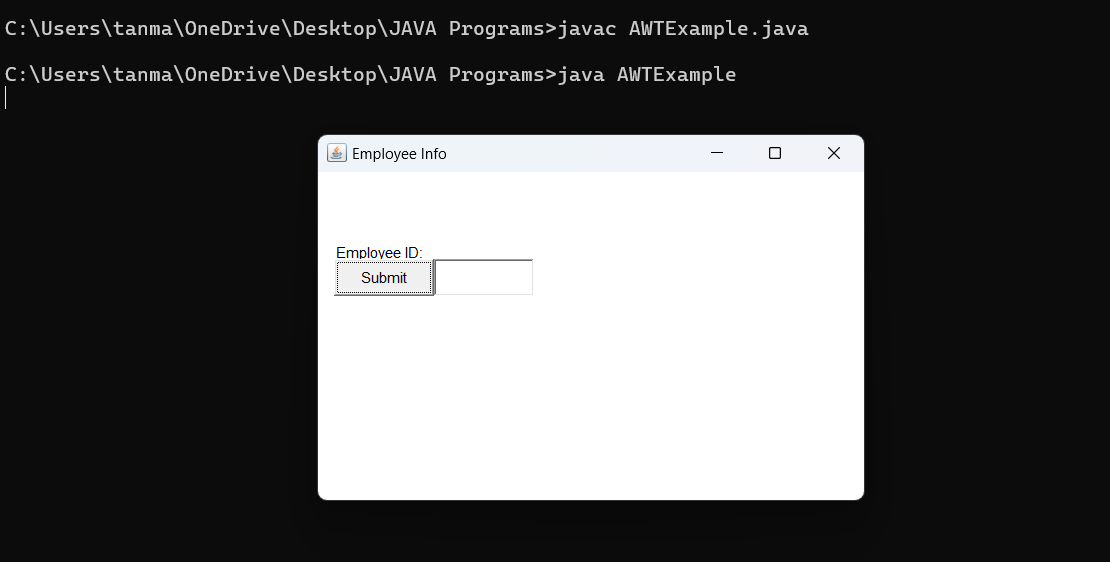 C:\Users\tanma\OneDrive\Desktop\JAVA Programs>javac AWTExample.java
C:\Users\tanma\OneDrive\Desktop\JAVA Programs>java AWTExample
Employee Info
Employee ID:
Submit